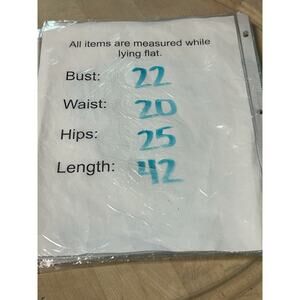 All items are measured while
lying flat.
Bust: 22
Waist: 20
Hips: 25
Length: 42